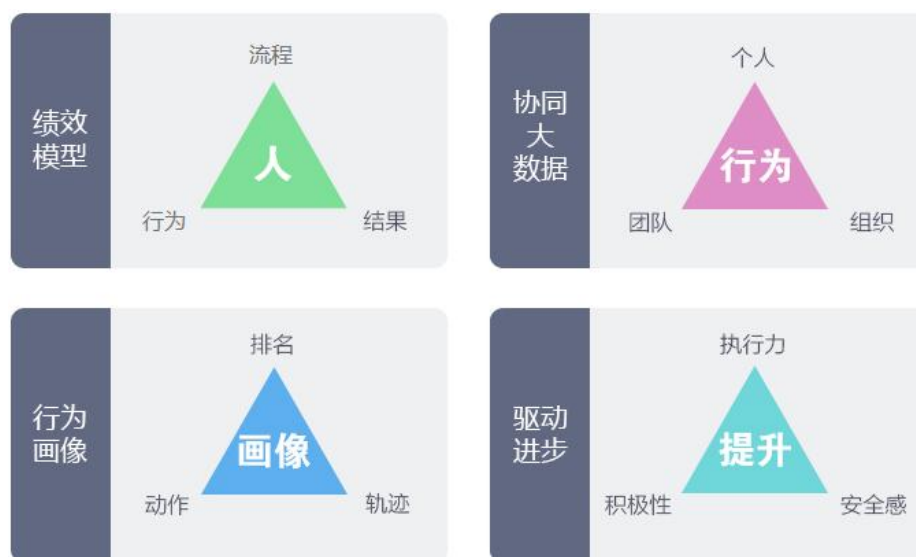 绩效
模型
流程
人
行为
结果
协同
大
数据
个人
行为
团队
组织
行为
画像
排名
画像
动作
轨迹
驱动
进步
执行力
提升
积极性
安全感